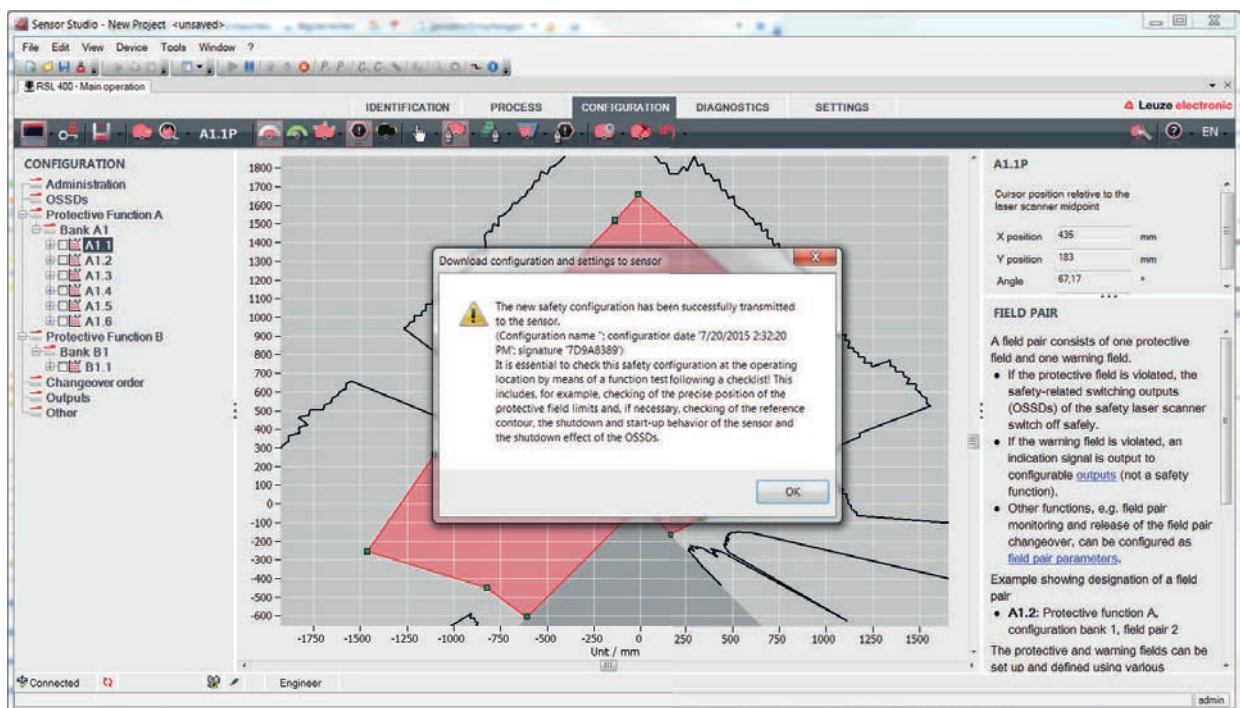 Sensor Studio - New Project <unsaved>
File Edit View Device Tools Window ?
RSL 400 - Main operation
IDENTIFICATION PROCESS CONFIGURATION DIAGNOSTICS SETTINGS
Leuze electronic
A1.1P
EN
CONFIGURATION
Administration
OSSDs
Protective Function A
Bank A1
A1.1
A1.2
A1.3
A1.4
A1.5
A1.6
Protective Function B
Bank B1
B1.1
Changeover order
Outputs
Other
1800
1700
1600
1500
1400
1300
1200
1100
1000
900
800
700
600
500
400
300
200
100
0
-100
-200
-300
-400
-500
-600
-1750 -1500 -1250 -1000 -750 -500 -250 0 250 500 750 1000 1250 1500
Unt / mm
Download configuration and settings to sensor
The new safety configuration has been successfully transmitted
to the sensor.
(Configuration name ''; configuration date '7/20/2015 2:32:20
PM'; signature '7D9A8389')
It is essential to check this safety configuration at the operating
location by means of a function test following a checklist! This
includes, for example, checking of the precise position of the
protective field limits and, if necessary, checking of the reference
contour, the shutdown and start-up behavior of the sensor and
the shutdown effect of the OSSDs.
OK
A1.1P
Cursor position relative to the
laser scanner midpoint
X position 435 mm
Y position 183 mm
Angle 67,17 °
FIELD PAIR
A field pair consists of one protective
field and one warning field.
• If the protective field is violated, the
safety-related switching outputs
(OSSDs) of the safety laser scanner
switch off safely.
• If the warning field is violated, an
indication signal is output to
configurable outputs (not a safety
function).
• Other functions, e.g. field pair
monitoring and release of the field pair
changeover, can be configured as
field pair parameters.
Example showing designation of a field
pair
• A1.2: Protective function A,
configuration bank 1, field pair 2
The protective and warning fields can be
set up and defined using various
Connected
Engineer
admin